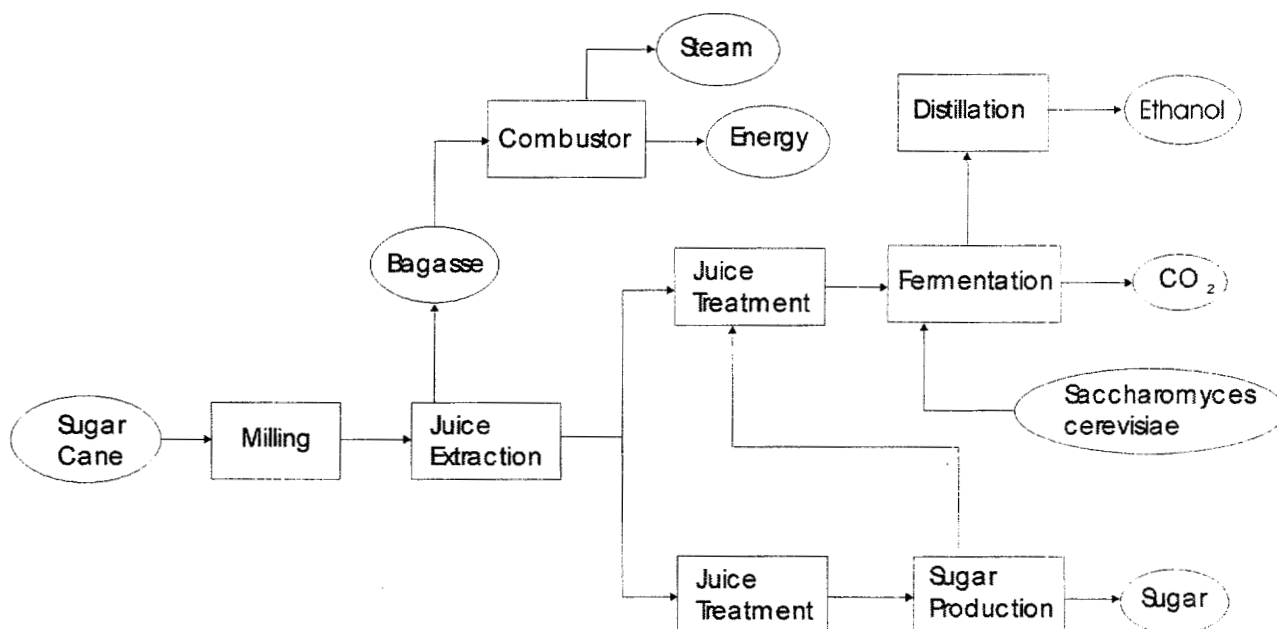 Steam
Distillation
Ethanol
Combustor
Energy
Bagasse
Juice
Treatment
Fermentation
CO₂
Saccharomyces
cerevisiae
Sugar
Cane
Milling
Juice
Extraction
Juice
Treatment
Sugar
Production
Sugar